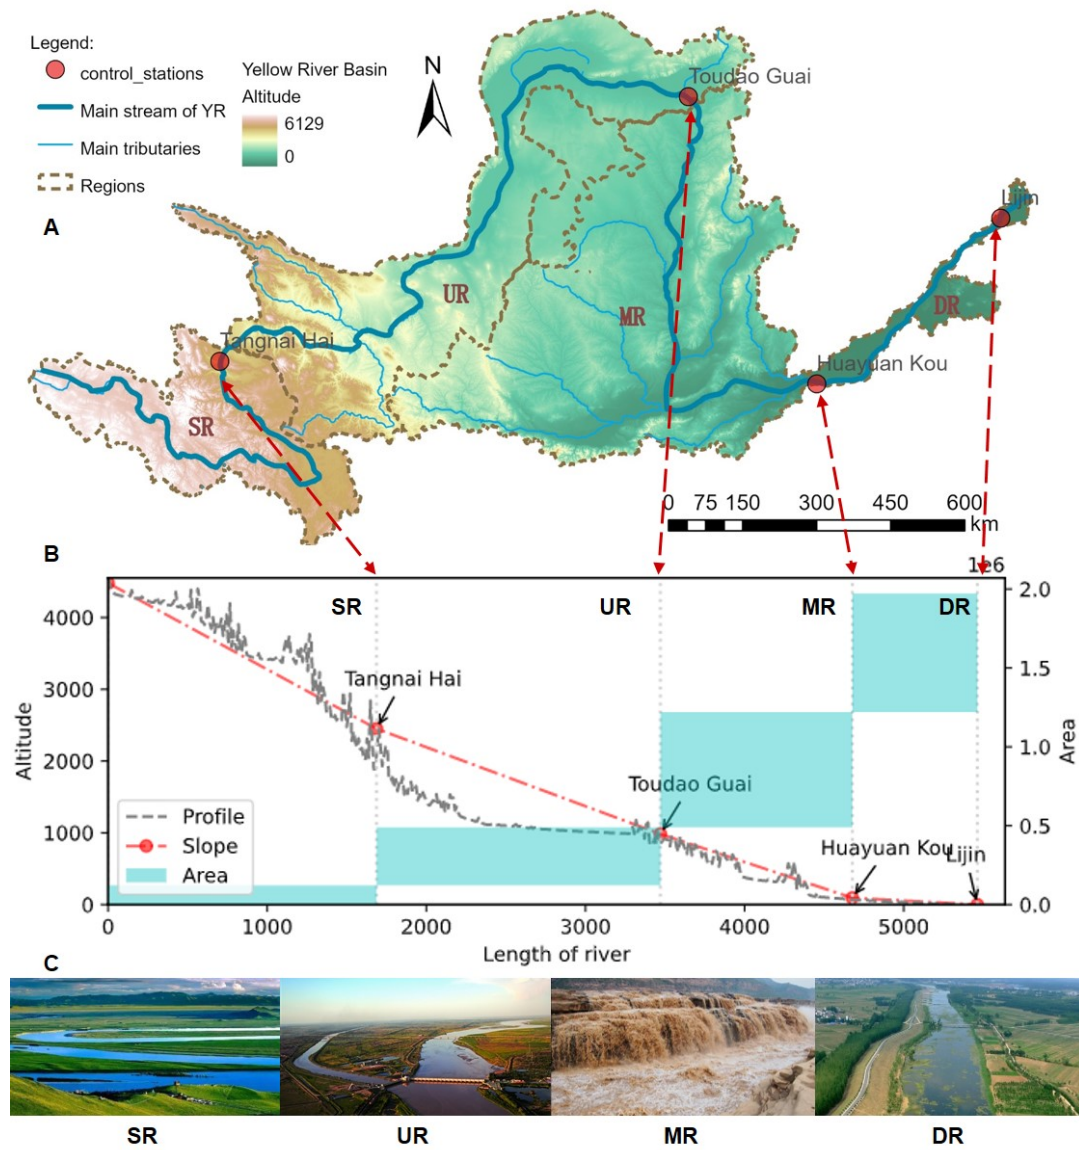 Legend:
control_stations
Main stream of YR
Main tributaries
Regions
Yellow River Basin
Altitude
6129
0
N
Toudao Guai
A
Lijin
UR
MR
DR
Tangnai Hai
Huayuan Kou
SR
0 75 150 300 450 600
km
B
1e6
SR UR MR DR
4000
3000
2000
1000
0
Altitude
2.0
1.5
1.0
0.5
0.0
Area
Tangnai Hai
Toudao Guai
Huayuan Kou
Lijin
Profile
Slope
Area
0 1000 2000 3000 4000 5000
Length of river
C
SR UR MR DR